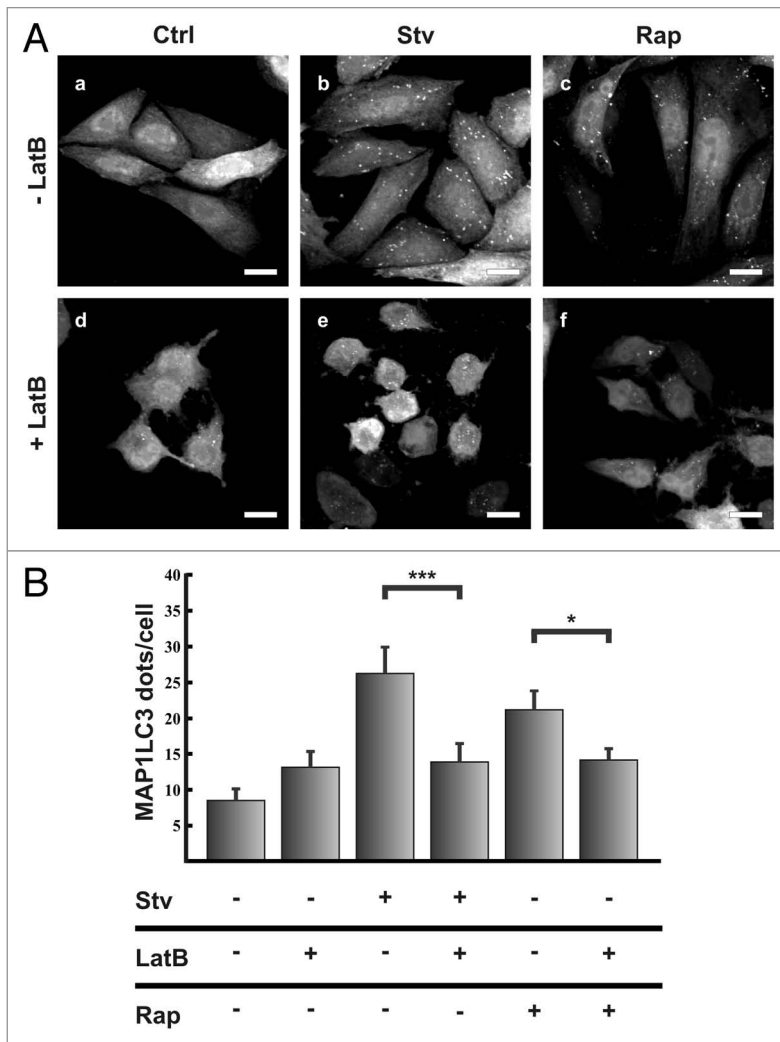 A
Ctrl Stv Rap
- LatB
a b c
+ LatB
d e f
B
MAP1LC3 dots/cell
40
35
30
25
20
15
10
5
*** *
Stv - - + + - -
LatB - + - + - +
Rap - - - - + +